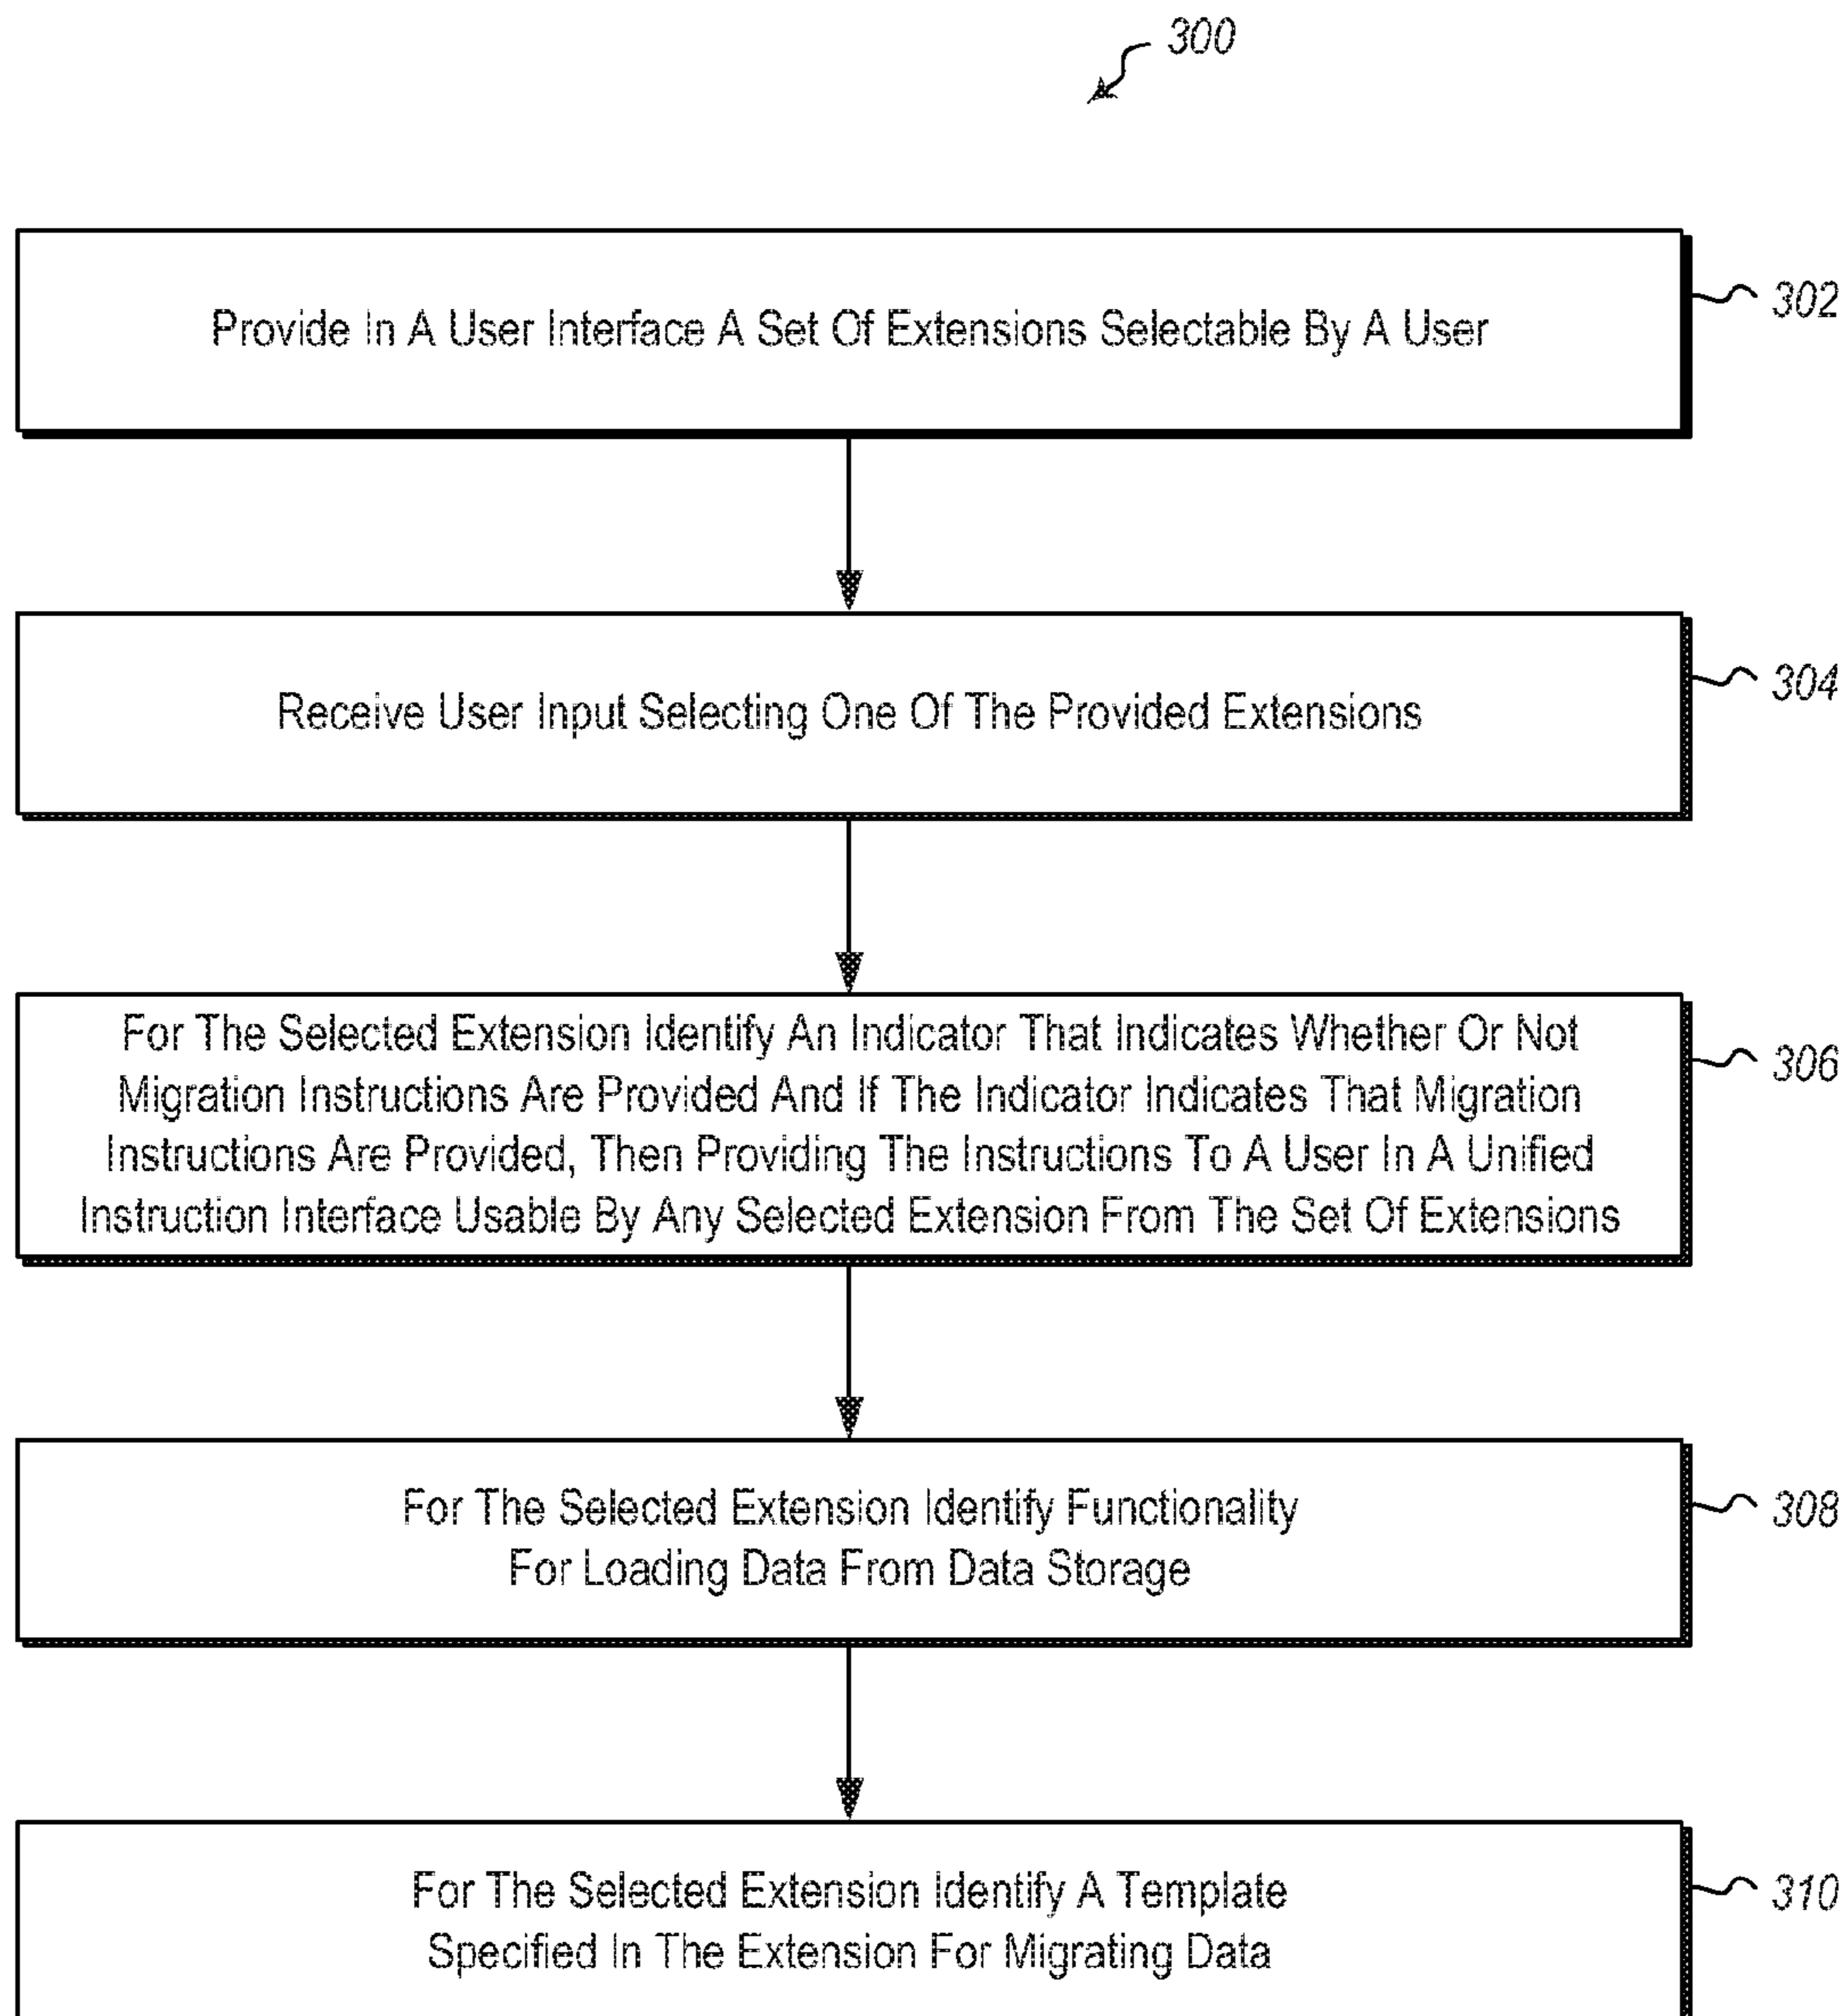 300
Provide In A User Interface A Set Of Extensions Selectable By A User
302
Receive User Input Selecting One Of The Provided Extensions
304
For The Selected Extension Identify An Indicator That Indicates Whether Or Not
Migration Instructions Are Provided And If The Indicator Indicates That Migration
Instructions Are Provided, Then Providing The Instructions To A User In A Unified
Instruction Interface Usable By Any Selected Extension From The Set Of Extensions
306
For The Selected Extension Identify Functionality
For Loading Data From Data Storage
308
For The Selected Extension Identify A Template
Specified In The Extension For Migrating Data
310